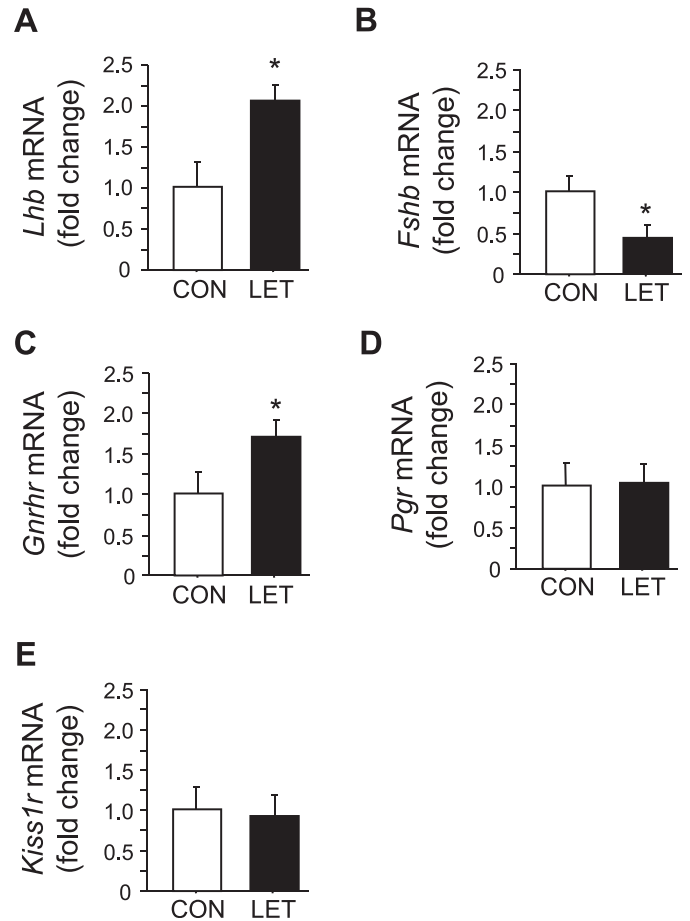 A
Lhb mRNA
(fold change)
2.5
2.0
1.5
1.0
0.5
0
*
CON LET
B
Fshb mRNA
(fold change)
2.5
2.0
1.5
1.0
0.5
0
*
CON LET
C
Gnrhr mRNA
(fold change)
2.5
2.0
1.5
1.0
0.5
0
*
CON LET
D
Pgr mRNA
(fold change)
2.5
2.0
1.5
1.0
0.5
0
CON LET
E
Kiss1r mRNA
(fold change)
2.5
2.0
1.5
1.0
0.5
0
CON LET